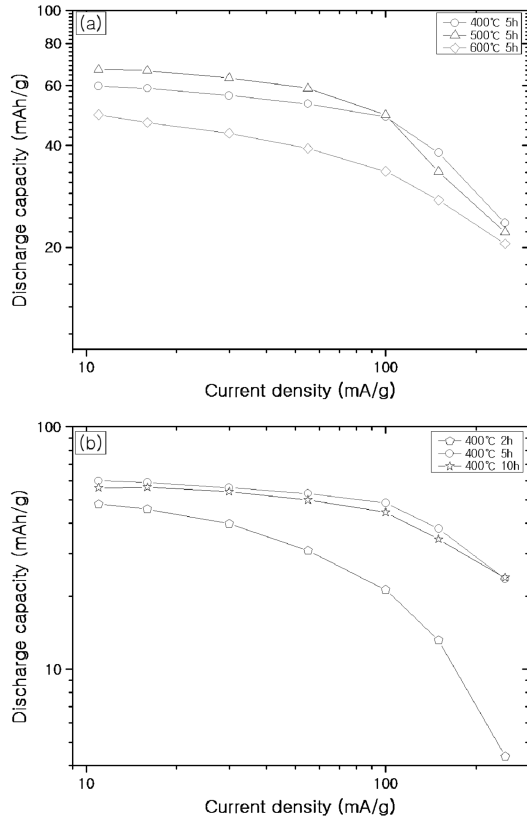 (a)
400℃ 5h
500℃ 5h
600℃ 5h
100
80
60
40
20
Discharge capacity (mAh/g)
10
100
Current density (mA/g)
(b)
400℃ 2h
400℃ 5h
400℃ 10h
100
10
Discharge capacity (mAh/g)
10
100
Current density (mA/g)